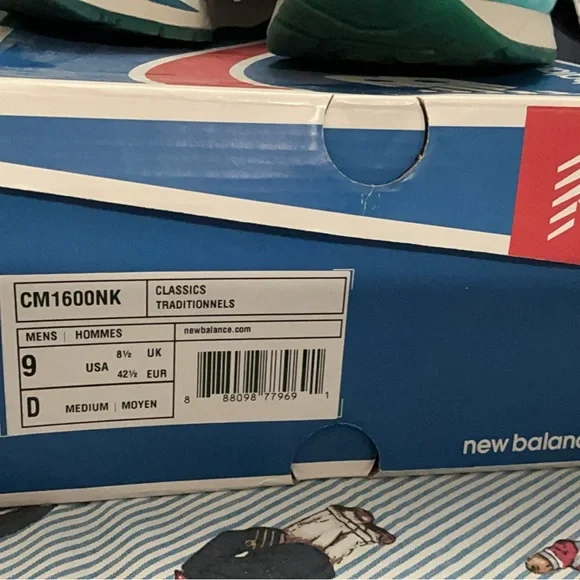 CM1600NK
CLASSICS
TRADITIONNELS
MENS | HOMMES
newbalance.com
9 USA 8½ UK
42½ EUR
D MEDIUM | MOYEN
8 88098 77969 1
new balanc